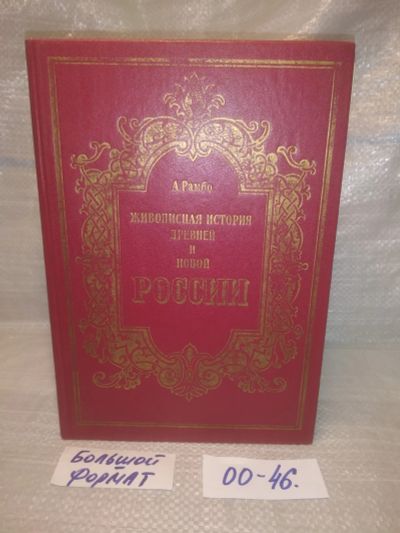 А. Рамбо
ЖИВОПИСНАЯ ИСТОРИЯ
ДРЕВНЕЙ
И
НОВОЙ
РОССИИ
БОЛЬШОЙ
ФОРМАТ
00-46.